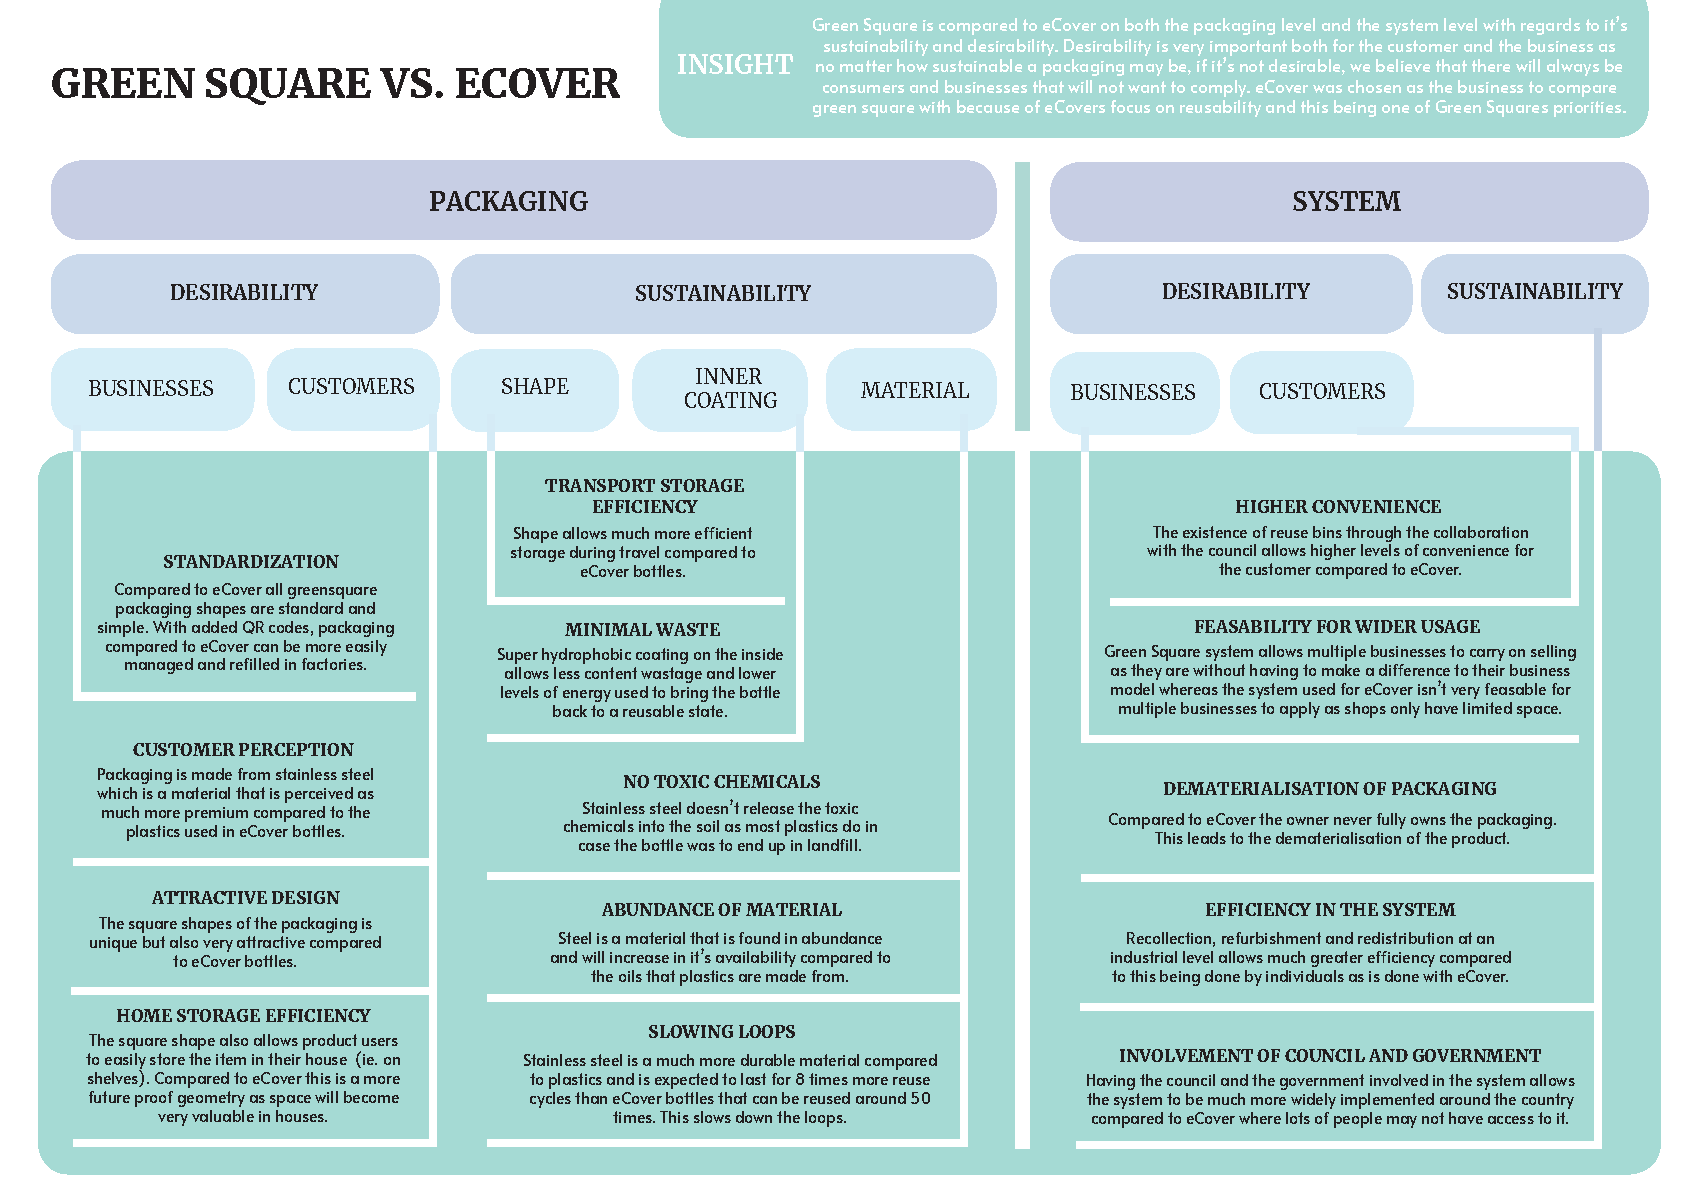 GREEN SQUARE VS. ECOVER
INSIGHT
Green Square is compared to eCover on both the packaging level and the system level with regards to it's
sustainability and desirability. Desirability is very important both for the customer and the business as
no matter how sustainable a packaging may be, if it's not desirable, we believe that there will always be
consumers and businesses that will not want to comply. eCover was chosen as the business to compare
green square with because of eCovers focus on reusability and this being one of Green Squares priorities.
PACKAGING
DESIRABILITY
SUSTAINABILITY
BUSINESSES
CUSTOMERS
SHAPE
INNER
COATING
MATERIAL
STANDARDIZATION
Compared to eCover all greensquare
packaging shapes are standard and
simple. With added QR codes, packaging
compared to eCover can be more easily
managed and refilled in factories.
CUSTOMER PERCEPTION
Packaging is made from stainless steel
which is a material that is perceived as
much more premium compared to the
plastics used in eCover bottles.
ATTRACTIVE DESIGN
The square shapes of the packaging is
unique but also very attractive compared
to eCover bottles.
HOME STORAGE EFFICIENCY
The square shape also allows product users
to easily store the item in their house (ie. on
shelves). Compared to eCover this is a more
future proof geometry as space will become
very valuable in houses.
TRANSPORT STORAGE
EFFICIENCY
Shape allows much more efficient
storage during travel compared to
eCover bottles.
MINIMAL WASTE
Super hydrophobic coating on the inside
allows less content wastage and lower
levels of energy used to bring the bottle
back to a reusable state.
NO TOXIC CHEMICALS
Stainless steel doesn't release the toxic
chemicals into the soil as most plastics do in
case the bottle was to end up in landfill.
ABUNDANCE OF MATERIAL
Steel is a material that is found in abundance
and will increase in it's availability compared to
the oils that plastics are made from.
SLOWING LOOPS
Stainless steel is a much more durable material compared
to plastics and is expected to last for 8 times more reuse
cycles than eCover bottles that can be reused around 50
times. This slows down the loops.
SYSTEM
DESIRABILITY
SUSTAINABILITY
BUSINESSES
CUSTOMERS
HIGHER CONVENIENCE
The existence of reuse bins through the collaboration
with the council allows higher levels of convenience for
the customer compared to eCover.
FEASABILITY FOR WIDER USAGE
Green Square system allows multiple businesses to carry on selling
as they are without having to make a difference to their business
model whereas the system used for eCover isn't very feasable for
multiple businesses to apply as shops only have limited space.
DEMATERIALISATION OF PACKAGING
Compared to eCover the owner never fully owns the packaging.
This leads to the dematerialisation of the product.
EFFICIENCY IN THE SYSTEM
Recollection, refurbishment and redistribution at an
industrial level allows much greater efficiency compared
to this being done by individuals as is done with eCover.
INVOLVEMENT OF COUNCIL AND GOVERNMENT
Having the council and the government involved in the system allows
the system to be much more widely implemented around the country
compared to eCover where lots of people may not have access to it.